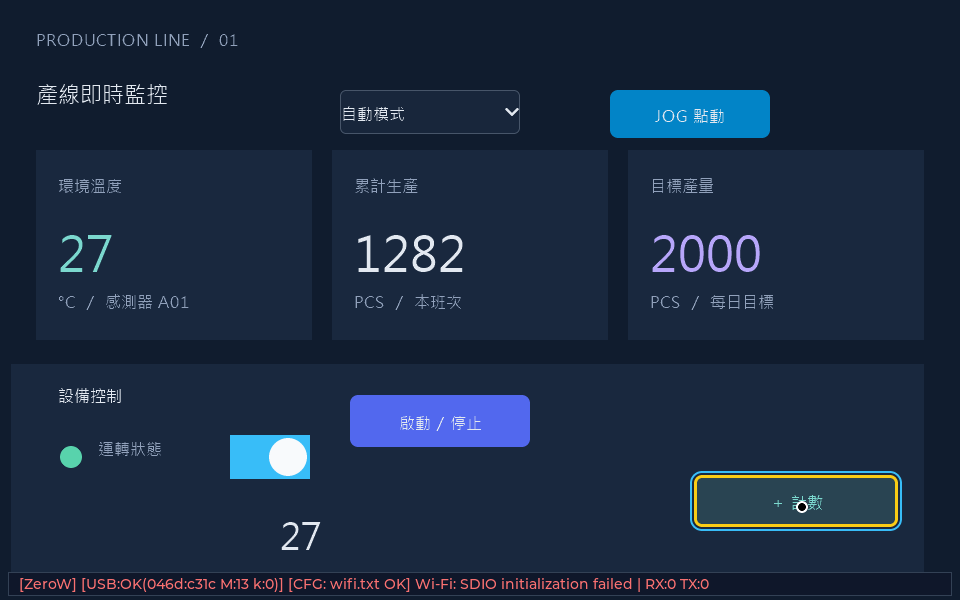 PRODUCTION LINE / 01
產線即時監控
自動模式
JOG 點動
環境溫度
27
°C / 感測器 A01
累計生產
1282
PCS / 本班次
目標產量
2000
PCS / 每日目標
設備控制
運轉狀態
啟動 / 停止
+ 計數
27
[ZeroW] [USB:OK(046d:c31c M:13 k:0)] [CFG: wifi.txt OK] Wi-Fi: SDIO initialization failed | RX:0 TX:0